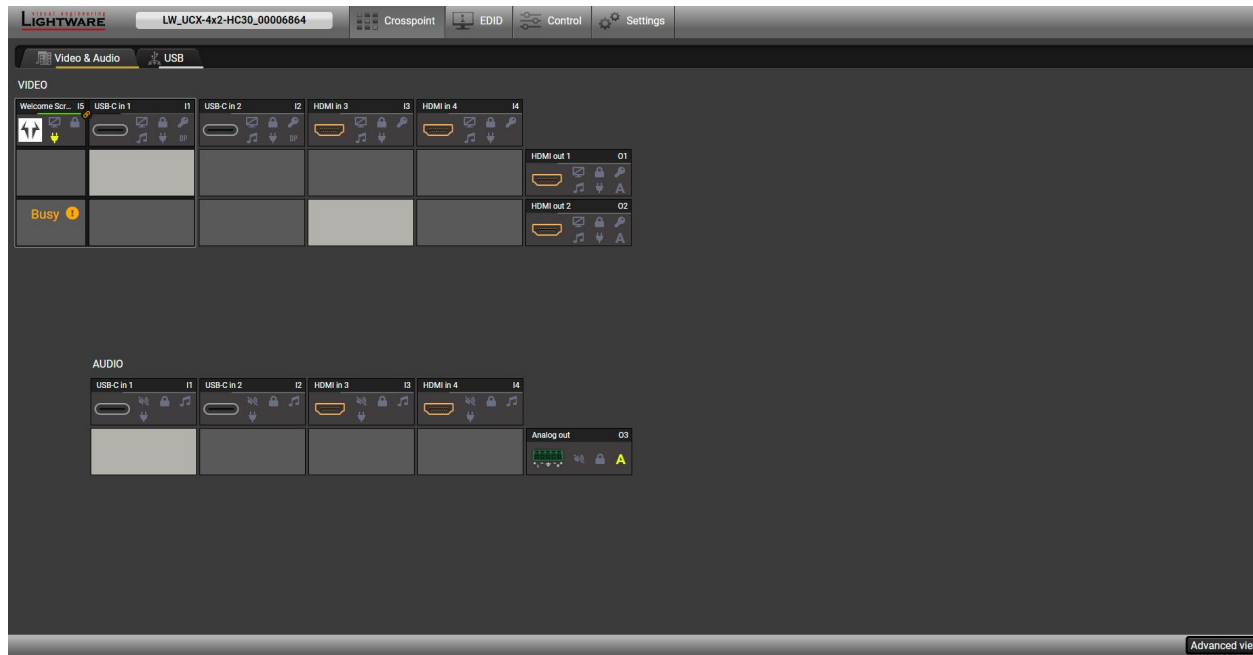 visual engineering
LIGHTWARE
LW_UCX-4x2-HC30_00006864
Crosspoint
EDID
Control
Settings
Video & Audio
USB
VIDEO
Welcome Scr... I5
USB-C in 1 I1
USB-C in 2 I2
HDMI in 3 I3
HDMI in 4 I4
DP
DP
HDMI out 1 O1
A
Busy !
HDMI out 2 O2
A
AUDIO
USB-C in 1 I1
USB-C in 2 I2
HDMI in 3 I3
HDMI in 4 I4
Analog out O3
A
Advanced vie